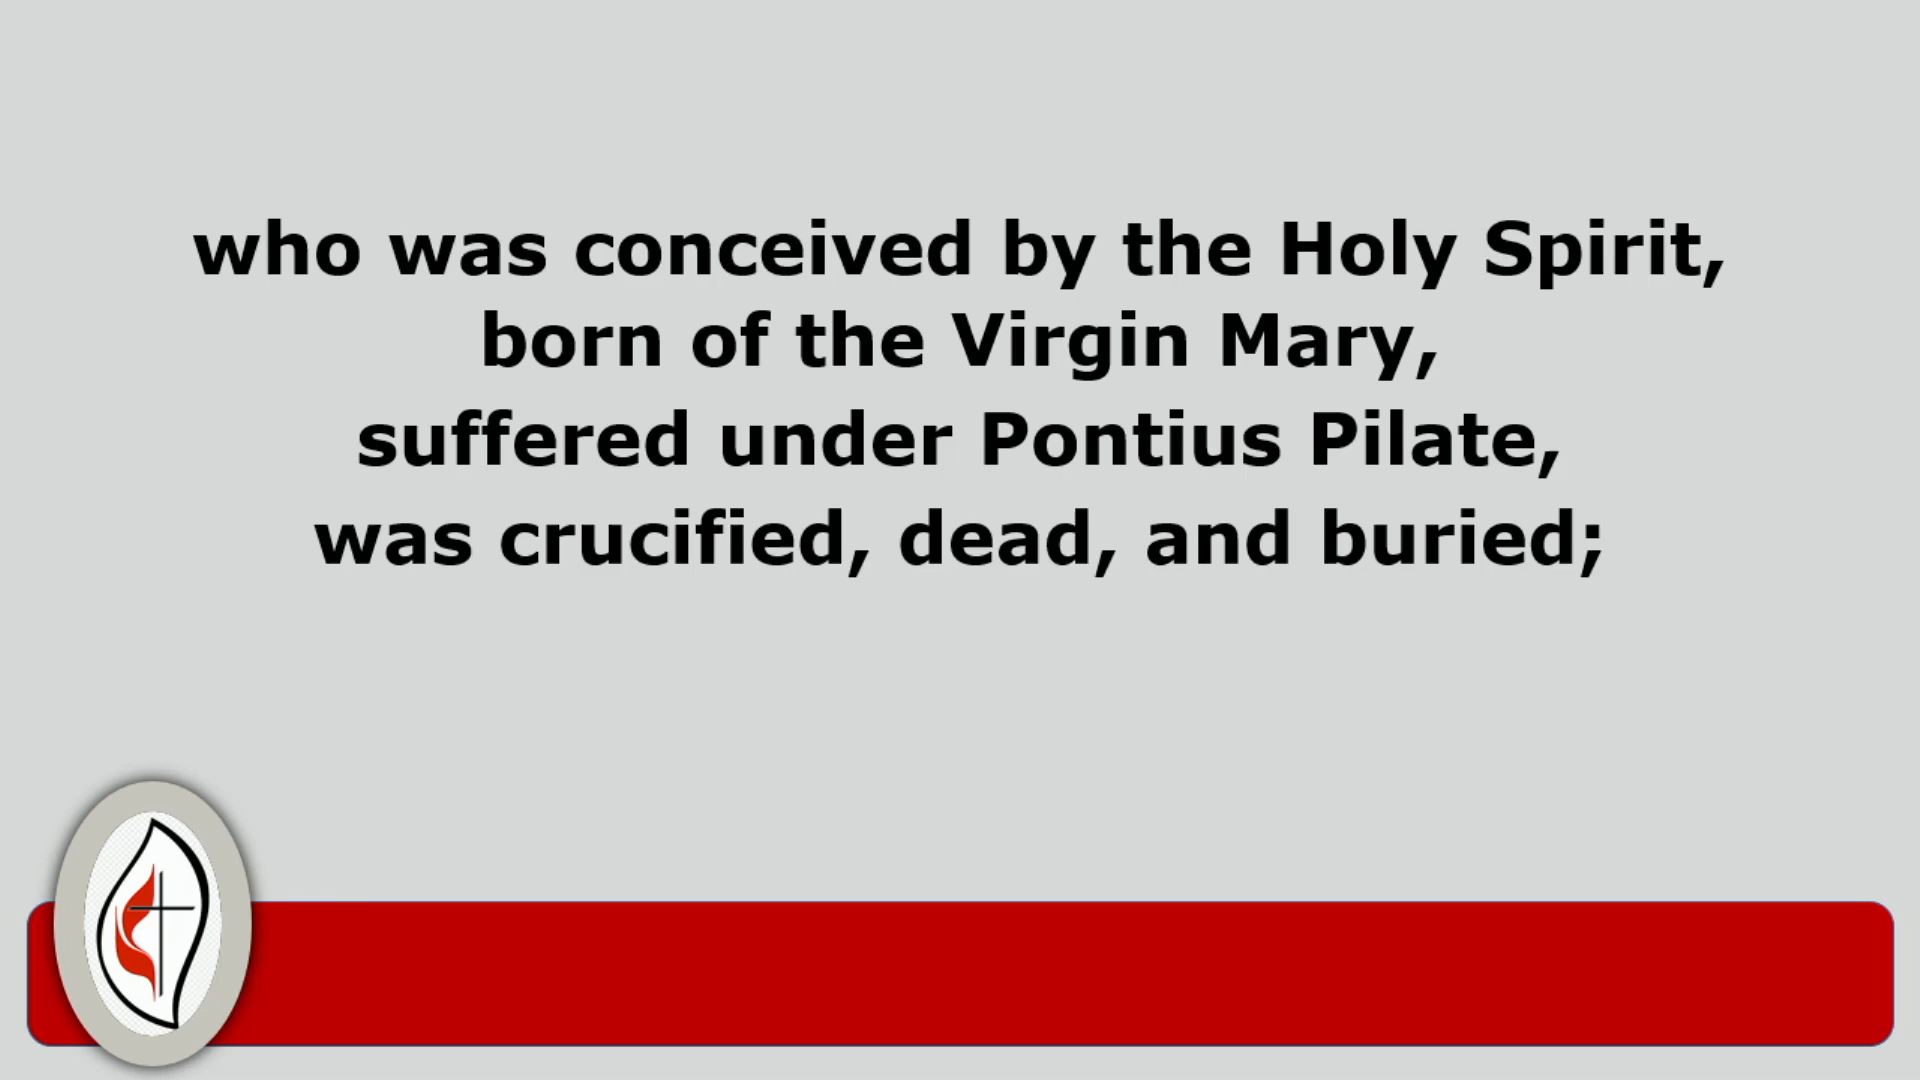 who was conceived by the Holy Spirit,
born of the Virgin Mary,
suffered under Pontius Pilate,
was crucified, dead, and buried;